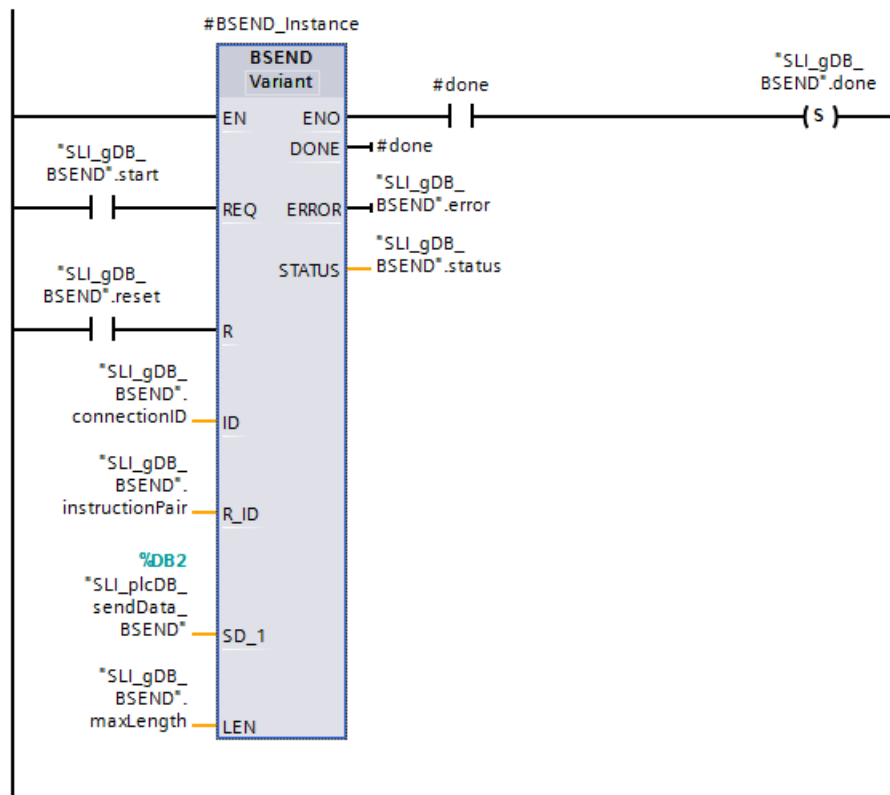 #BSEND_Instance
BSEND
Variant
EN
ENO
#done
"SLI_gDB_
BSEND".done
S
DONE
#done
"SLI_gDB_
BSEND".start
REQ
ERROR
"SLI_gDB_
BSEND".error
STATUS
"SLI_gDB_
BSEND".status
"SLI_gDB_
BSEND".reset
R
"SLI_gDB_
BSEND".
connectionID
ID
"SLI_gDB_
BSEND".
instructionPair
R_ID
%DB2
"SLI_plcDB_
sendData_
BSEND"
SD_1
"SLI_gDB_
BSEND".
maxLength
LEN